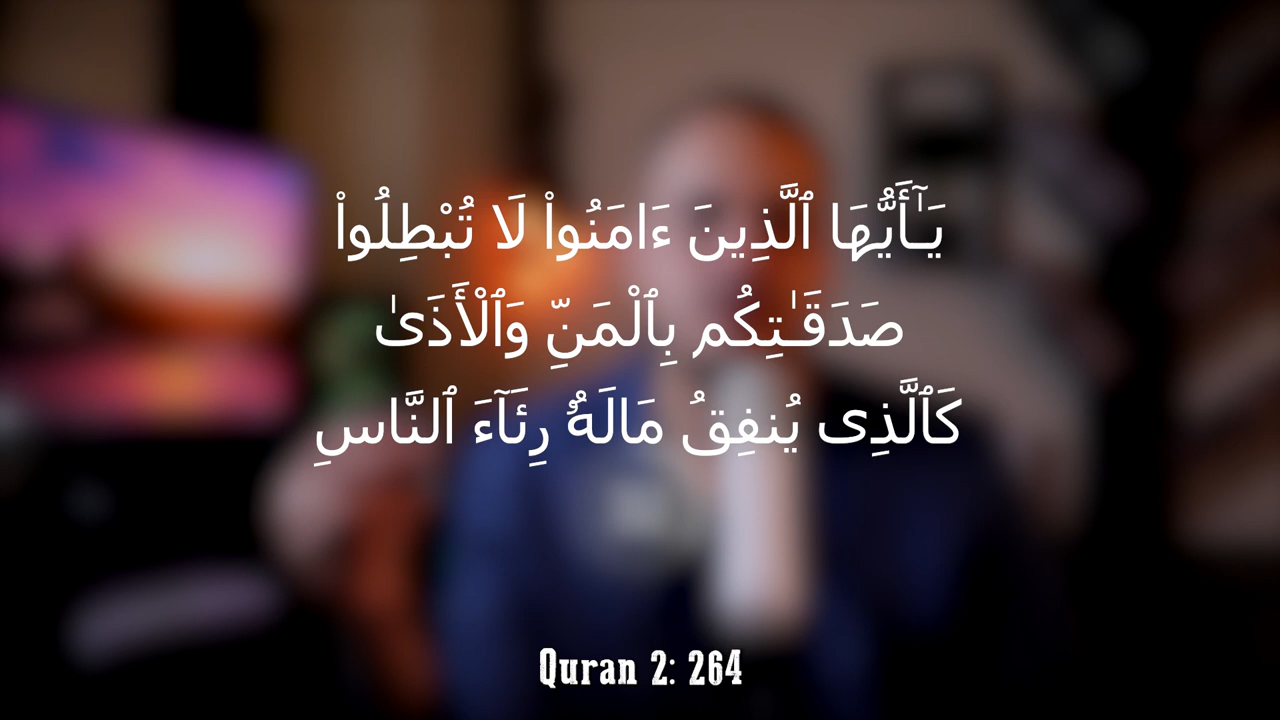 يَـٰٓأَيُّهَا ٱلَّذِينَ ءَامَنُوا۟ لَا تُبْطِلُوا۟
صَدَقَـٰتِكُم بِٱلْمَنِّ وَٱلْأَذَىٰ
كَٱلَّذِى يُنفِقُ مَالَهُۥ رِئَآءَ ٱلنَّاسِ
Quran 2: 264